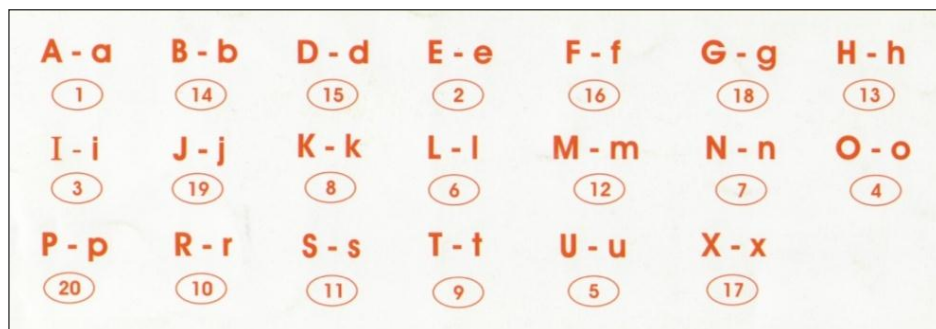 A - a B - b D - d E - e F - f G - g H - h
1 14 15 2 16 18 13
I - i J - j K - k L - l M - m N - n O - o
3 19 8 6 12 7 4
P - p R - r S - s T - t U - u X - x
20 10 11 9 5 17